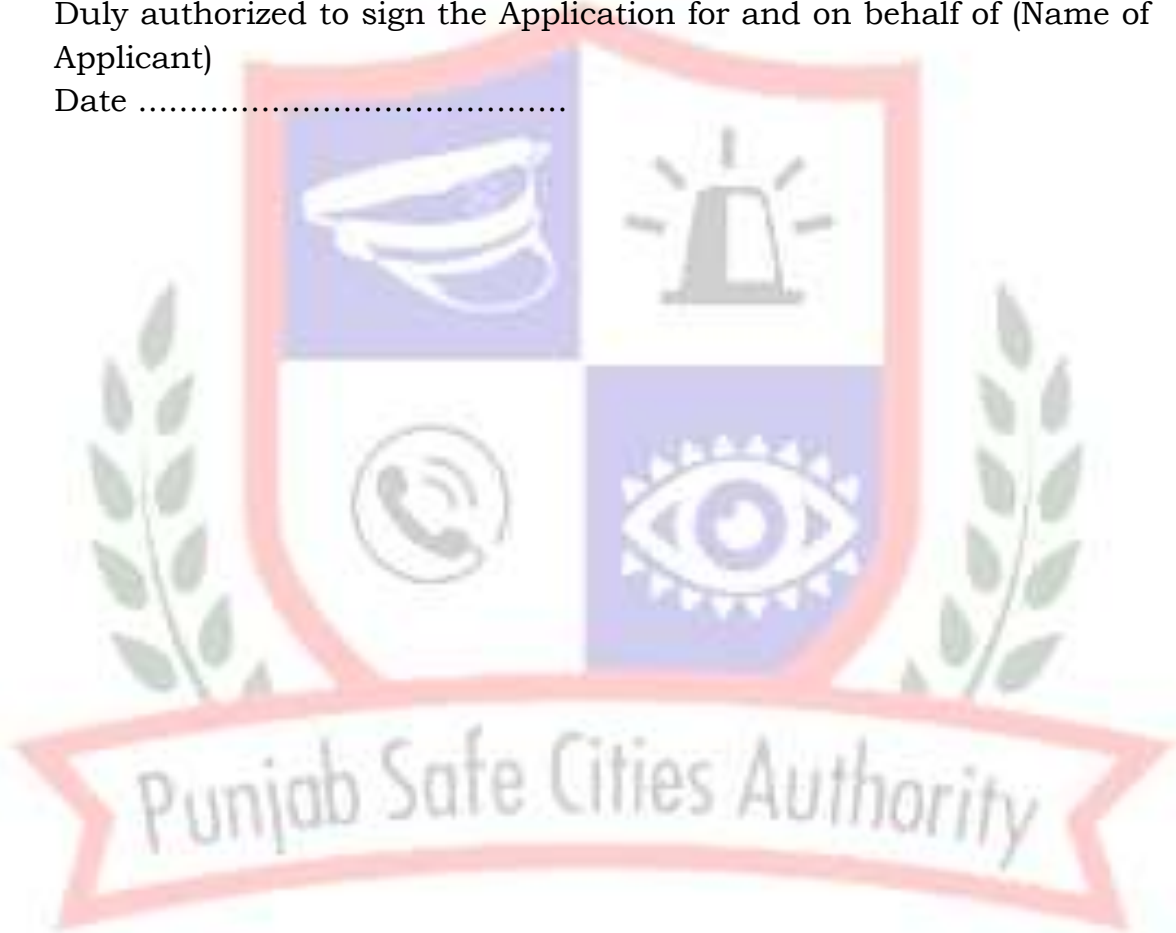 Duly authorized to sign the Application for and on behalf of (Name of
Applicant)
Date ..........................................
Punjab Safe Cities Authority